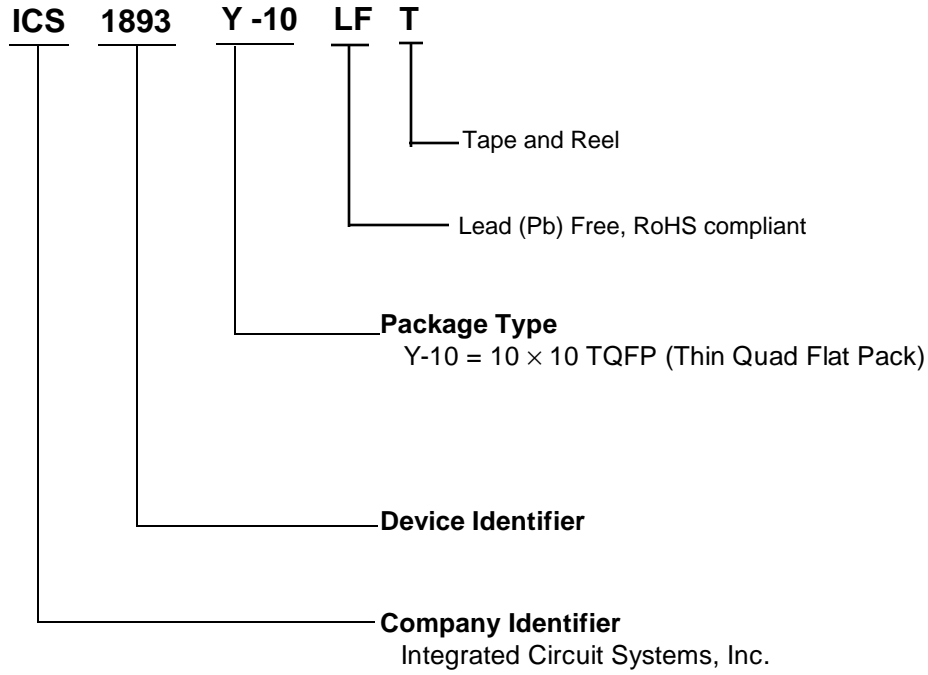 ICS 1893 Y -10 LF T
Tape and Reel
Lead (Pb) Free, RoHS compliant
Package Type
Y-10 = 10 × 10 TQFP (Thin Quad Flat Pack)
Device Identifier
Company Identifier
Integrated Circuit Systems, Inc.